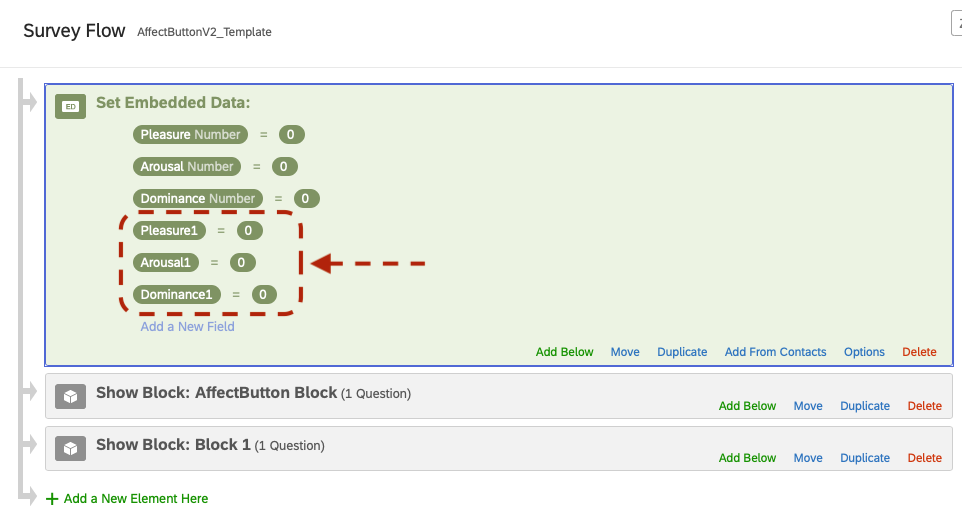 Survey Flow AffectButtonV2_Template
ED Set Embedded Data:
Pleasure Number = 0
Arousal Number = 0
Dominance Number = 0
Pleasure1 = 0
Arousal1 = 0
Dominance1 = 0
Add a New Field
Add Below Move Duplicate Add From Contacts Options Delete
Show Block: AffectButton Block (1 Question)
Add Below Move Duplicate Delete
Show Block: Block 1 (1 Question)
Add Below Move Duplicate Delete
+ Add a New Element Here